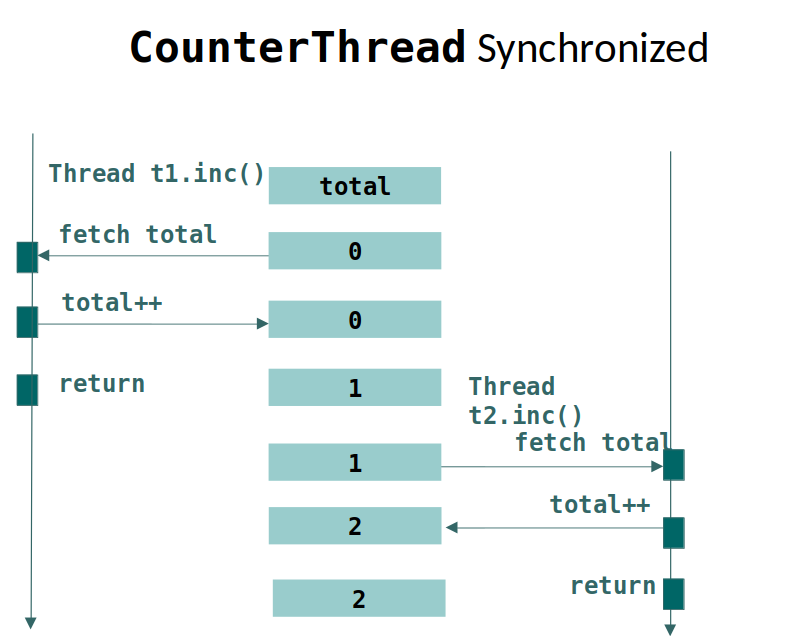 CounterThread Synchronized
Thread t1.inc()
total
fetch total
0
total++
0
return
1
Thread
t2.inc()
fetch total
1
total++
2
return
2